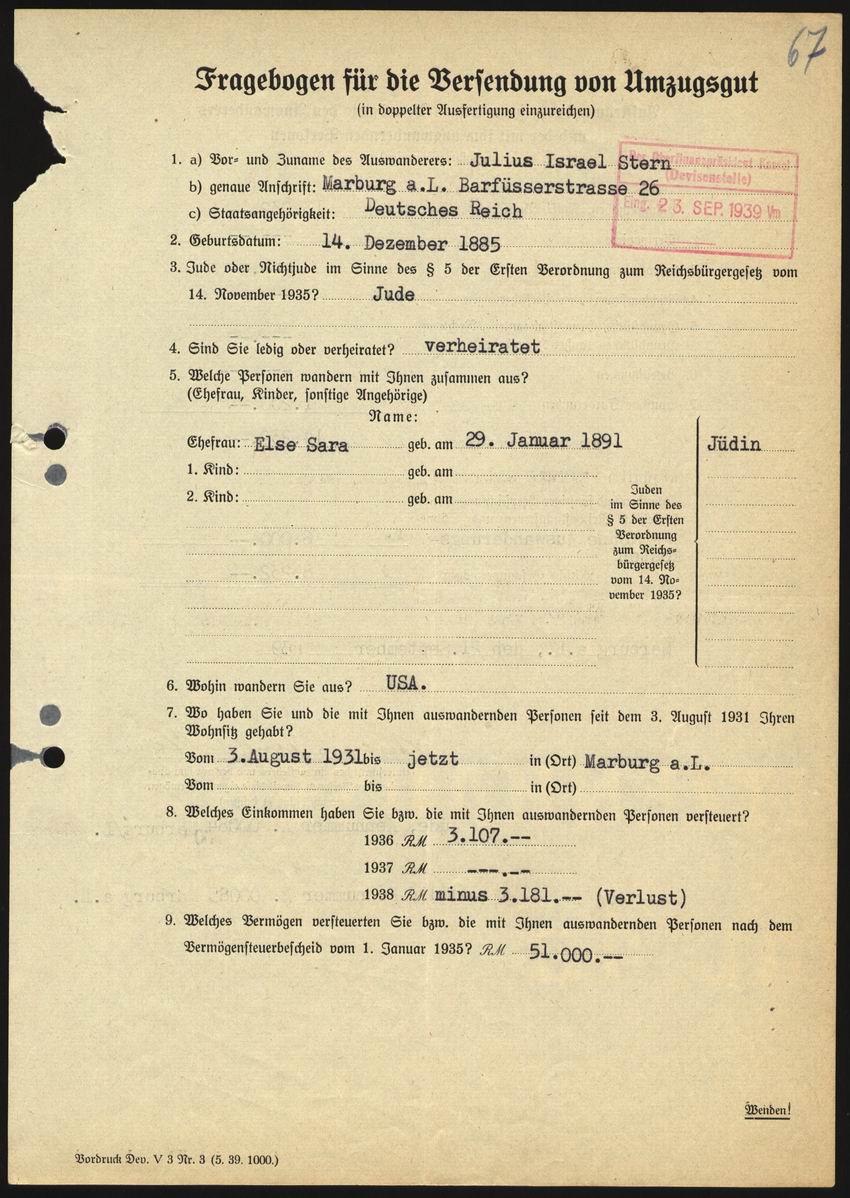 67
Fragebogen für die Versendung von Umzugsgut
(in doppelter Ausfertigung einzureichen)
1. a) Vor- und Zuname des Auswanderers: Julius Israel Stern
Der Oberfinanzpräsident Kassel
(Devisenstelle)
Eing. 23. SEP. 1939 Vm
b) genaue Anschrift: Marburg a.L. Barfüsserstrasse 26
c) Staatsangehörigkeit: Deutsches Reich
2. Geburtsdatum: 14. Dezember 1885
3. Jude oder Nichtjude im Sinne des § 5 der Ersten Verordnung zum Reichsbürgergesetz vom
14. November 1935? Jude
4. Sind Sie ledig oder verheiratet? verheiratet
5. Welche Personen wandern mit Ihnen zusammen aus?
(Ehefrau, Kinder, sonstige Angehörige)
Name:
Ehefrau: Else Sara geb. am 29. Januar 1891 Jüdin
1. Kind: geb. am
2. Kind: geb. am
Juden
im Sinne des
§ 5 der Ersten
Verordnung
zum Reichs-
bürgergesetz
vom 14. No-
vember 1935?
6. Wohin wandern Sie aus? USA.
7. Wo haben Sie und die mit Ihnen auswandernden Personen seit dem 3. August 1931 Ihren
Wohnsitz gehabt?
Vom 3.August 1931 bis jetzt in (Ort) Marburg a.L.
Vom bis in (Ort)
8. Welches Einkommen haben Sie bzw. die mit Ihnen auswandernden Personen versteuert?
1936 RM 3.107.--
1937 RM ---.--
1938 RM minus 3.181.-- (Verlust)
9. Welches Vermögen versteuerten Sie bzw. die mit Ihnen auswandernden Personen nach dem
Vermögensteuerbescheid vom 1. Januar 1935? RM 51.000.--
Wenden!
Vordruck Dev. V 3 Nr. 3 (5. 39. 1000.)